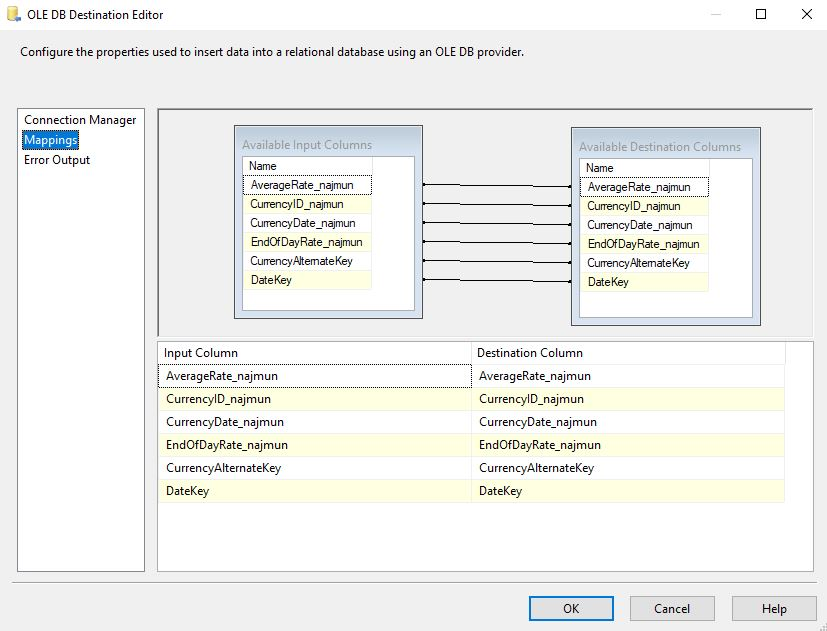 OLE DB Destination Editor
Configure the properties used to insert data into a relational database using an OLE DB provider.
Connection Manager
Mappings
Error Output
Available Input Columns
Name
AverageRate_najmun
CurrencyID_najmun
CurrencyDate_najmun
EndOfDayRate_najmun
CurrencyAlternateKey
DateKey
Available Destination Columns
Name
AverageRate_najmun
CurrencyID_najmun
CurrencyDate_najmun
EndOfDayRate_najmun
CurrencyAlternateKey
DateKey
Input Column Destination Column
AverageRate_najmun AverageRate_najmun
CurrencyID_najmun CurrencyID_najmun
CurrencyDate_najmun CurrencyDate_najmun
EndOfDayRate_najmun EndOfDayRate_najmun
CurrencyAlternateKey CurrencyAlternateKey
DateKey DateKey
OK Cancel Help